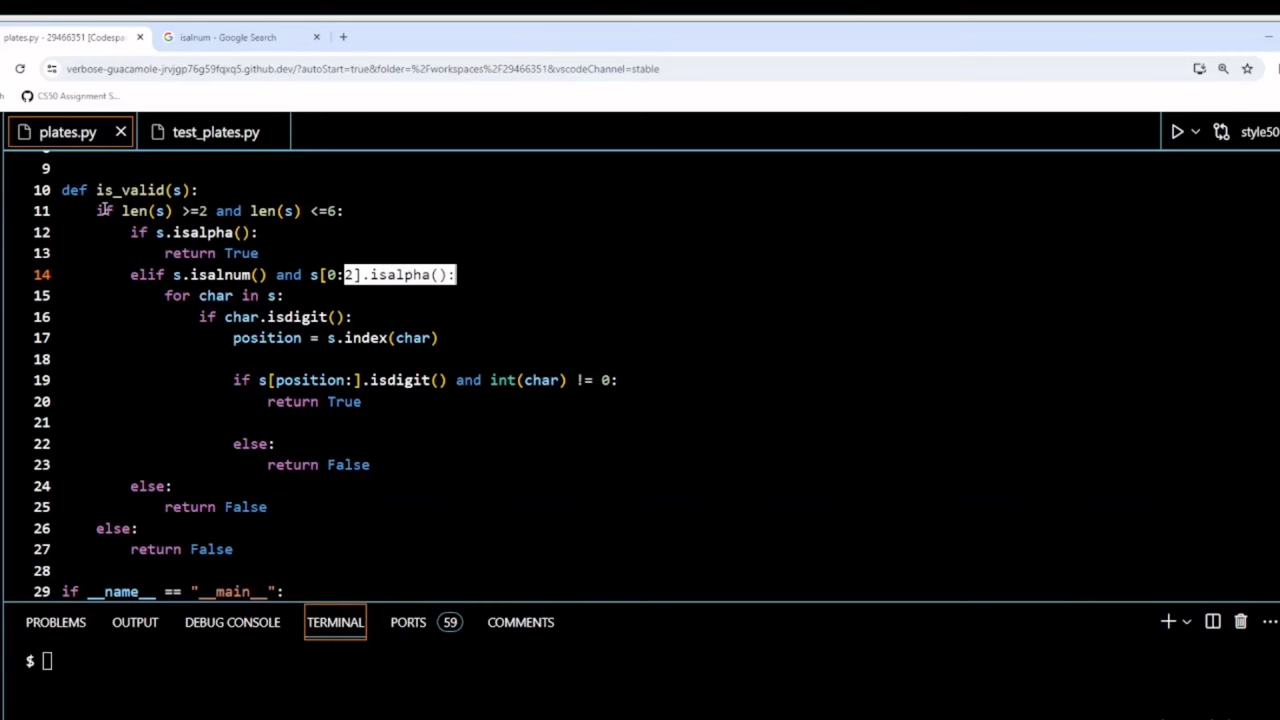 plates.py - 29466351 [Codespa
isalnum - Google Search
verbose-guacamole-jrvjgp76g59fqxq5.github.dev/?autoStart=true&folder=%2Fworkspaces%2F29466351&vscodeChannel=stable
CS50 Assignment S...
plates.py
test_plates.py
style50
9
10 def is_valid(s):
11 if len(s) >=2 and len(s) <=6:
12 if s.isalpha():
13 return True
14 elif s.isalnum() and s[0:2].isalpha():
15 for char in s:
16 if char.isdigit():
17 position = s.index(char)
18
19 if s[position:].isdigit() and int(char) != 0:
20 return True
21
22 else:
23 return False
24 else:
25 return False
26 else:
27 return False
28
29 if __name__ == "__main__":
PROBLEMS OUTPUT DEBUG CONSOLE TERMINAL PORTS 59 COMMENTS
$